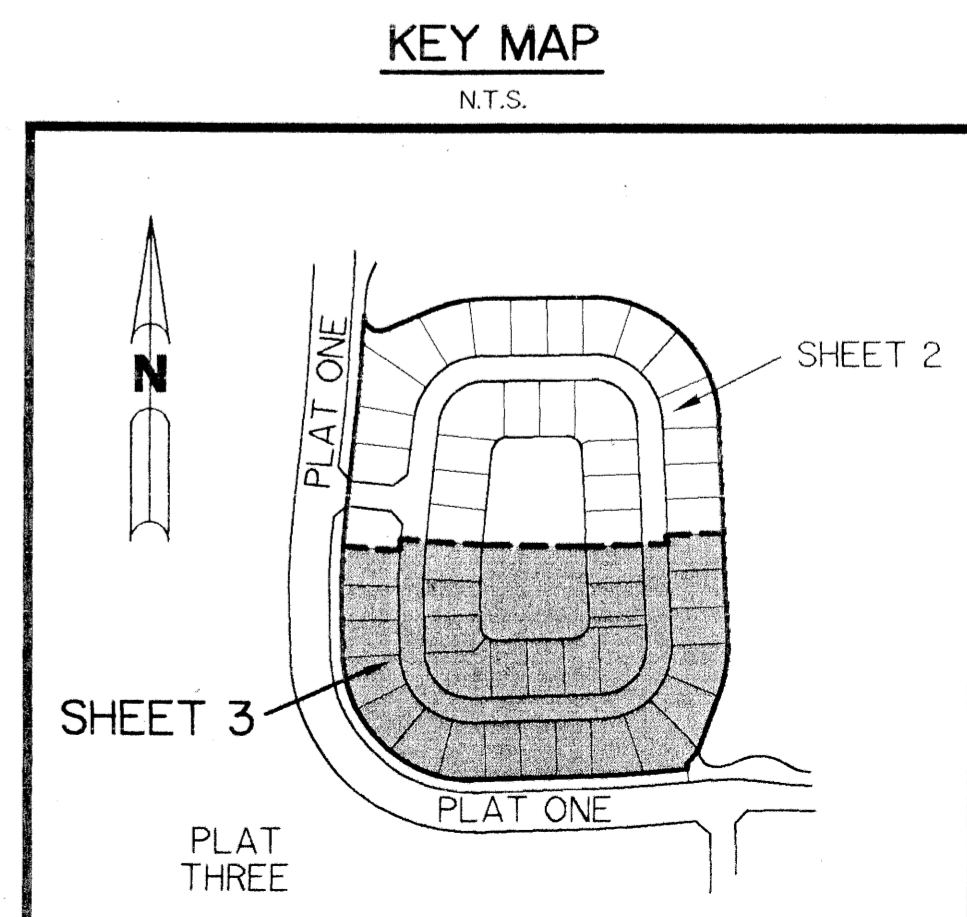 KEY MAP
N.T.S.
N
PLAT ONE
SHEET 2
SHEET 3
PLAT ONE
PLAT
THREE